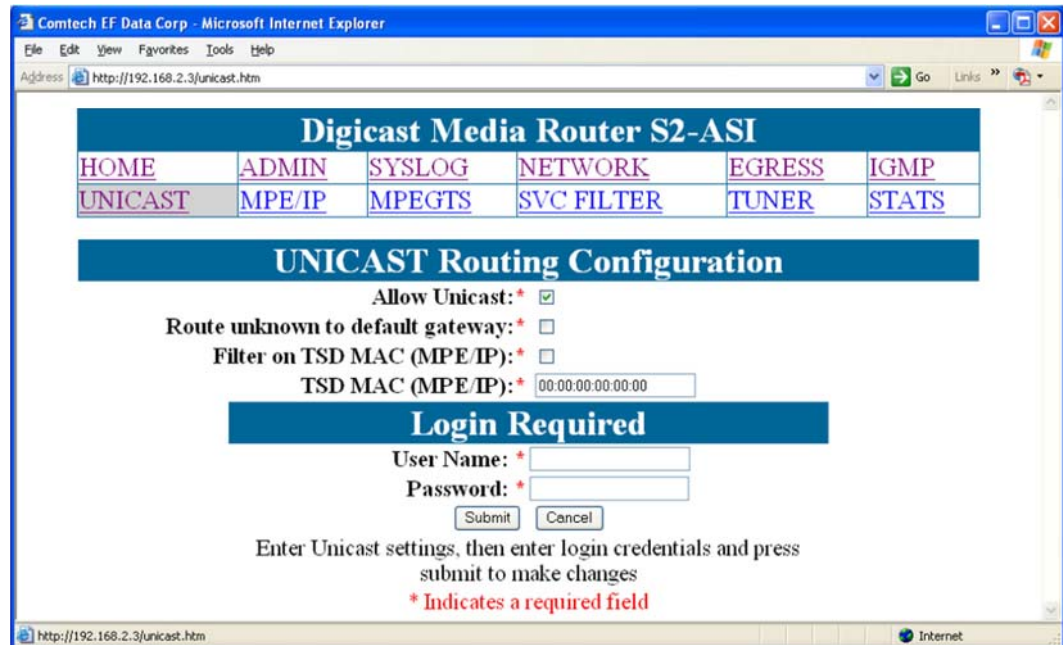 Comtech EF Data Corp - Microsoft Internet Explorer
File Edit View Favorites Tools Help
Address http://192.168.2.3/unicast.htm Go Links »
Digicast Media Router S2-ASI
HOME ADMIN SYSLOG NETWORK EGRESS IGMP
UNICAST MPE/IP MPEGTS SVC FILTER TUNER STATS
UNICAST Routing Configuration
Allow Unicast:*
Route unknown to default gateway:*
Filter on TSD MAC (MPE/IP):*
TSD MAC (MPE/IP):* 00:00:00:00:00:00
Login Required
User Name: *
Password: *
Submit Cancel
Enter Unicast settings, then enter login credentials and press
submit to make changes
* Indicates a required field
http://192.168.2.3/unicast.htm Internet